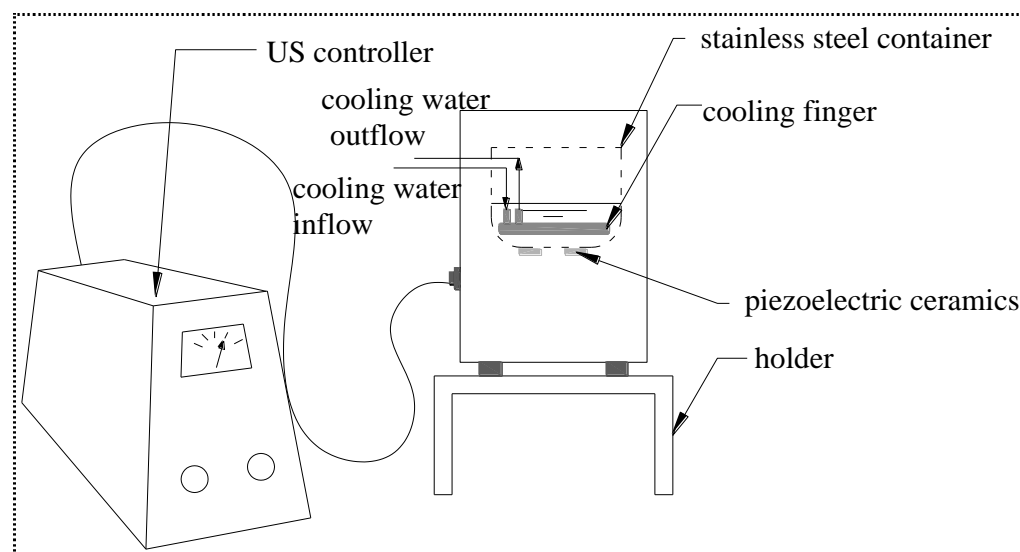 US controller
stainless steel container
cooling water
outflow
cooling finger
cooling water
inflow
piezoelectric ceramics
holder